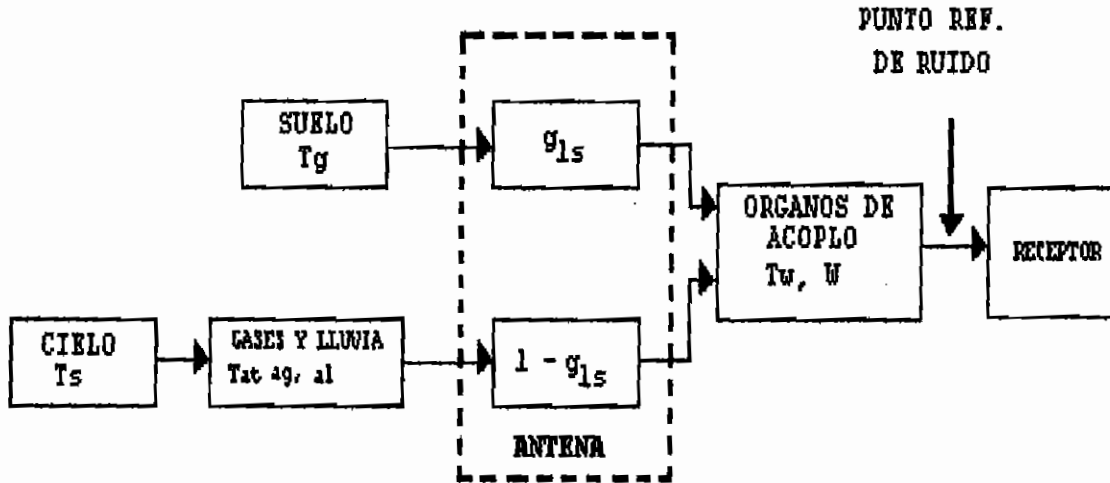 PUNTO REF.
DE RUIDO
SUELO
Tg
g1s
ORGANOS DE
ACOPLO
Tw, W
RECEPTOR
CIELO
Ts
GASES Y LLUVIA
Tat ag, al
1 - g1s
ANTENA